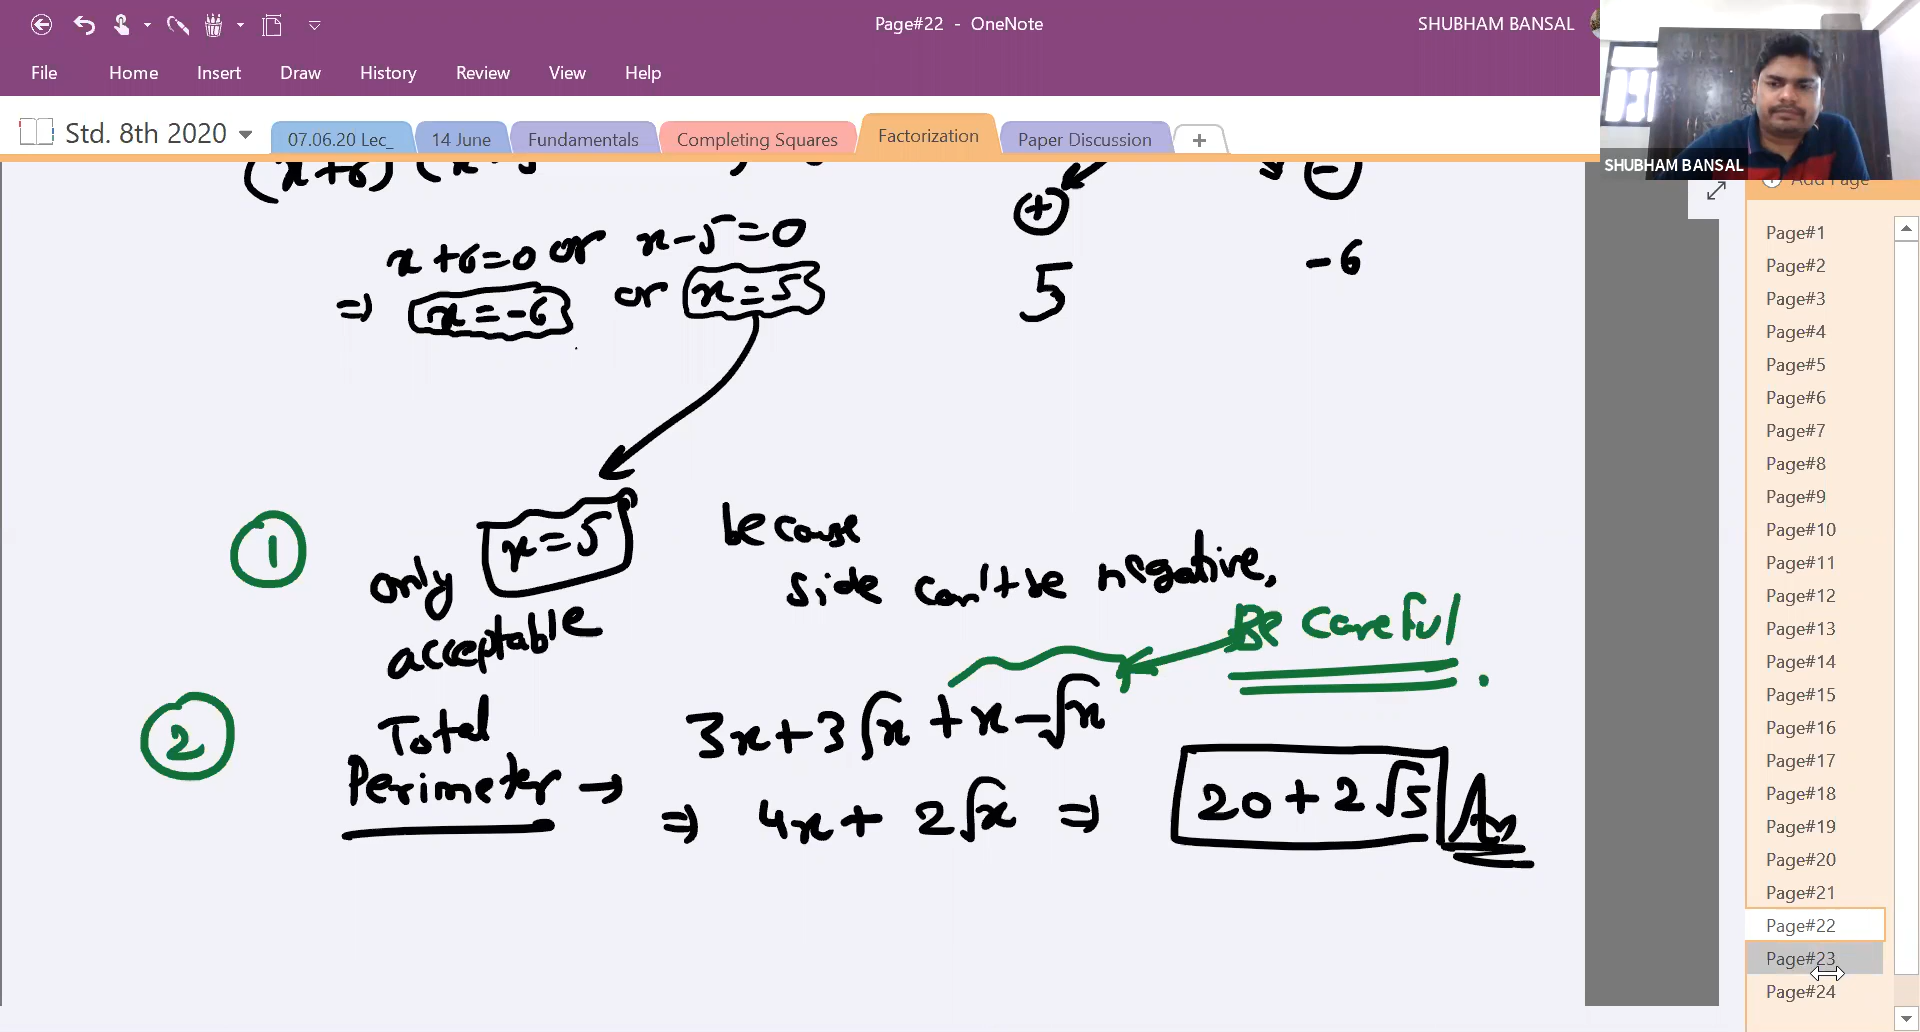 Page#22 - OneNote
SHUBHAM BANSAL
File Home Insert Draw History Review View Help
Std. 8th 2020
07.06.20 Lec_
14 June
Fundamentals
Completing Squares
Factorization
Paper Discussion
+
SHUBHAM BANSAL
Add Page
(x+6)
x+6=0 or x-5=0
⇒ x=-6 or x=5
+
-
5
-6
1
only x=5 because
acceptable
side can't be negative,
Be careful.
2
Total
Perimeter → 3x+3√x+x-√x
⇒ 4x+2√x ⇒ 20+2√5 Ans
Page#1
Page#2
Page#3
Page#4
Page#5
Page#6
Page#7
Page#8
Page#9
Page#10
Page#11
Page#12
Page#13
Page#14
Page#15
Page#16
Page#17
Page#18
Page#19
Page#20
Page#21
Page#22
Page#23
Page#24